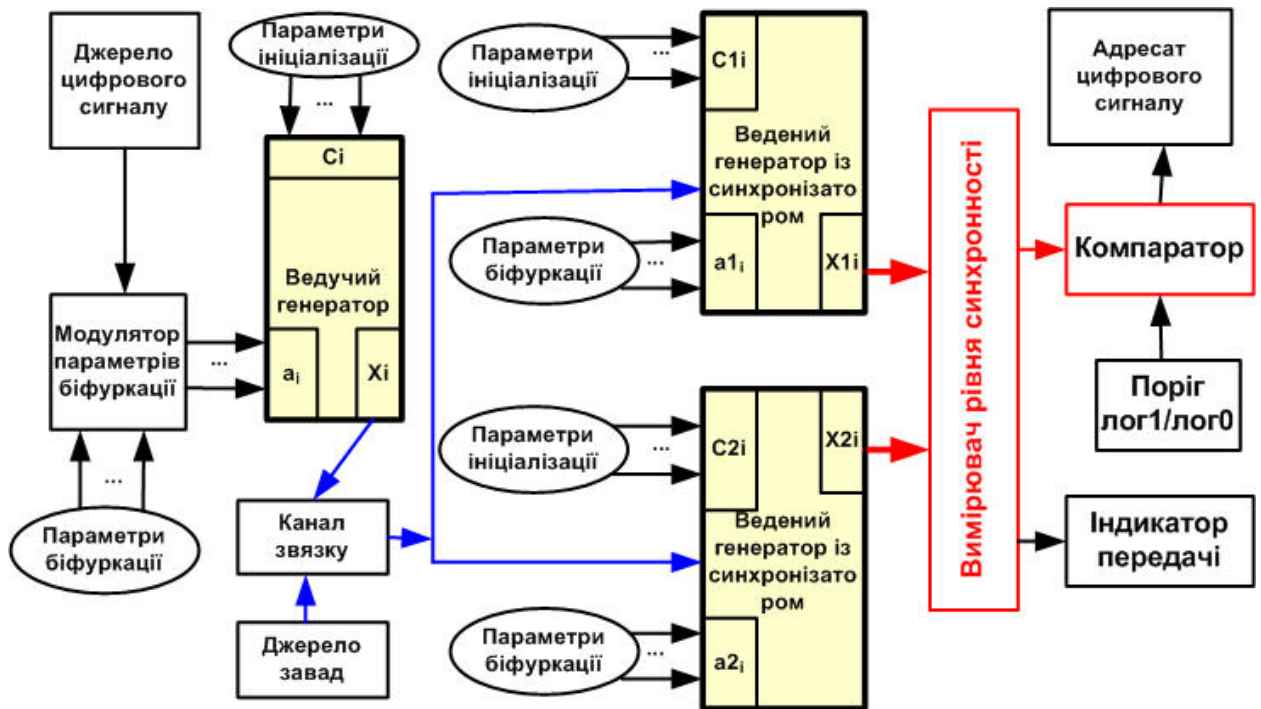 Джерело
цифрового
сигналу
Параметри
ініціалізації
...
Ci
Ведучий
генератор
ai
Xi
Модулятор
параметрів
біфуркації
...
...
Параметри
біфуркації
Канал
звязку
Джерело
завад
Параметри
ініціалізації
...
C1i
Ведений
генератор із
синхронізато
ром
Параметри
біфуркації
...
a1i
X1i
Параметри
ініціалізації
...
C2i
X2i
Ведений
генератор із
синхронізато
ром
Параметри
біфуркації
...
a2i
Вимірювач рівня синхронності
Адресат
цифрового
сигналу
Компаратор
Поріг
лог1/лог0
Індикатор
передачі